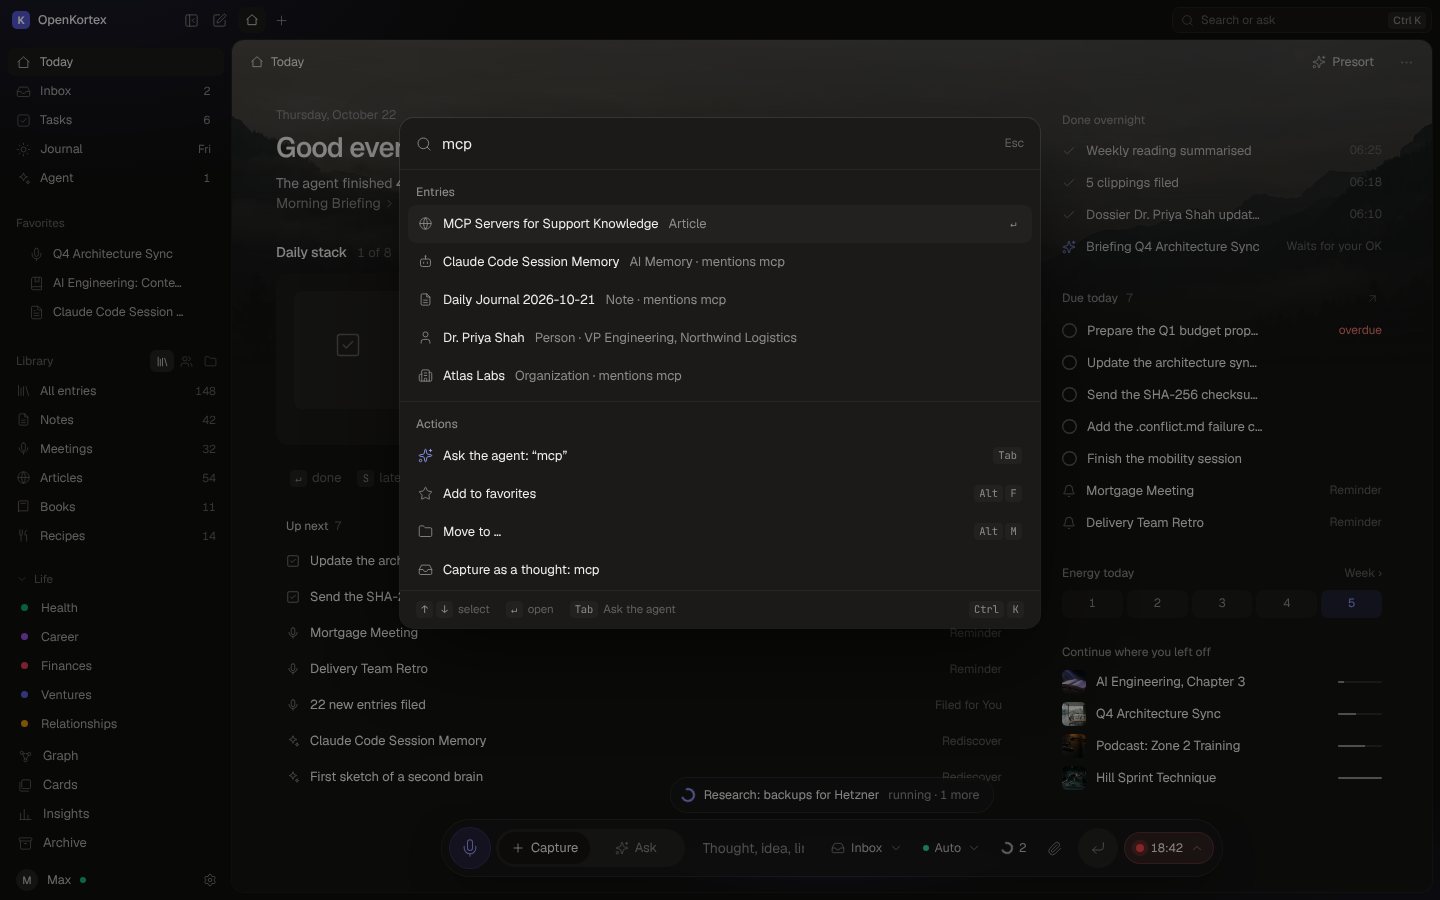 K OpenKortex
Search or ask Ctrl K
Today
Inbox 2
Tasks 6
Journal Fri
Agent 1
Favorites
Q4 Architecture Sync
AI Engineering: Conte...
Claude Code Session ...
Library
All entries 148
Notes 42
Meetings 32
Articles 54
Books 11
Recipes 14
Life
Health
Career
Finances
Ventures
Relationships
Graph
Cards
Insights
Archive
M Max
Today
Presort
Thursday, October 22
Good ever
The agent finished 4
Morning Briefing
Daily stack 1 of 8
↵ done S late
Up next 7
Update the arch
Send the SHA-2
Mortgage Meeting Reminder
Delivery Team Retro Reminder
22 new entries filed Filed for You
Claude Code Session Memory Rediscover
First sketch of a second brain Rediscover
mcp Esc
Entries
MCP Servers for Support Knowledge Article ↵
Claude Code Session Memory AI Memory · mentions mcp
Daily Journal 2026-10-21 Note · mentions mcp
Dr. Priya Shah Person · VP Engineering, Northwind Logistics
Atlas Labs Organization · mentions mcp
Actions
Ask the agent: “mcp” Tab
Add to favorites Alt F
Move to ... Alt M
Capture as a thought: mcp
↑ ↓ select ↵ open Tab Ask the agent Ctrl K
Done overnight
Weekly reading summarised 06:25
5 clippings filed 06:18
Dossier Dr. Priya Shah updat... 06:10
Briefing Q4 Architecture Sync Waits for your OK
Due today 7
Prepare the Q1 budget prop... overdue
Update the architecture syn...
Send the SHA-256 checksu...
Add the .conflict.md failure c...
Finish the mobility session
Mortgage Meeting Reminder
Delivery Team Retro Reminder
Energy today Week ›
1 2 3 4 5
Continue where you left off
AI Engineering, Chapter 3
Q4 Architecture Sync
Podcast: Zone 2 Training
Hill Sprint Technique
Research: backups for Hetzner running · 1 more
+ Capture Ask Thought, idea, lin Inbox Auto 2 18:42